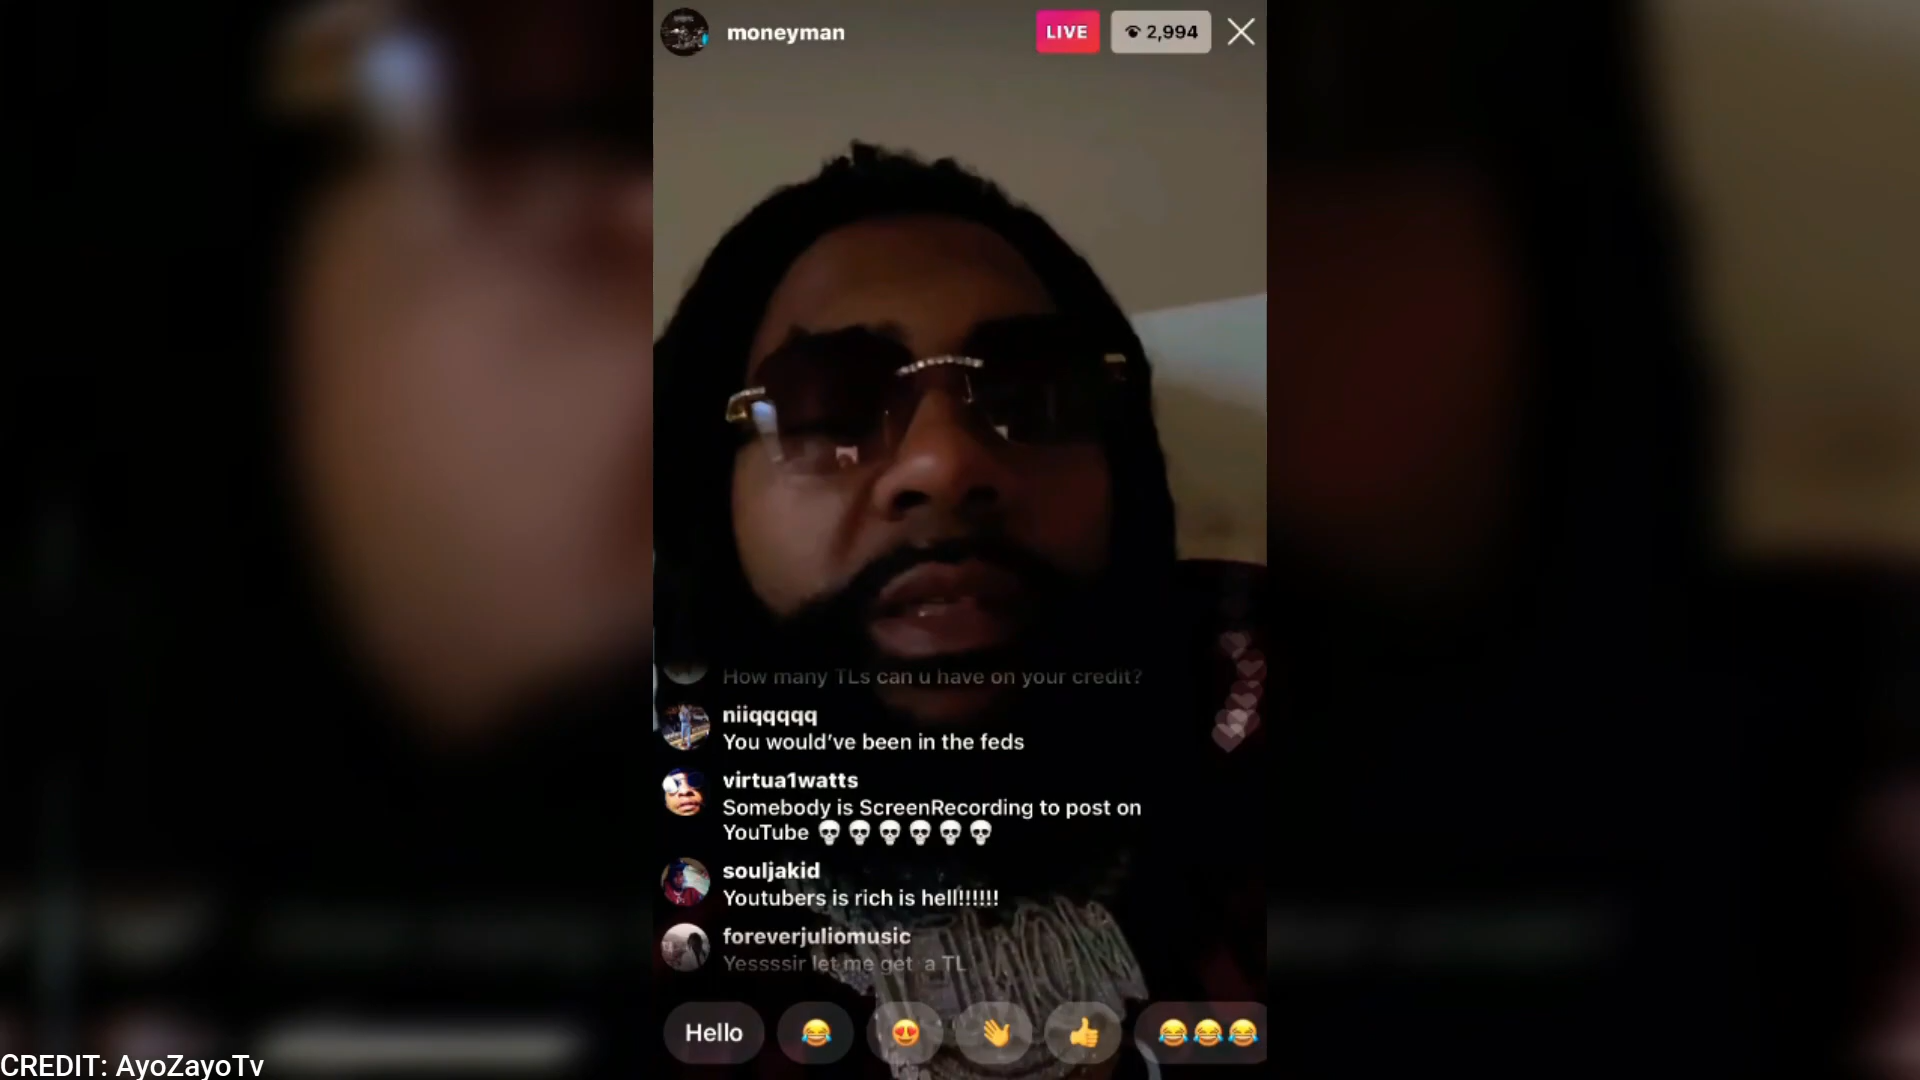 moneyman
LIVE
2,994
How many TLs can u have on your credit?
niiqqqqq
You would've been in the feds
virtua1watts
Somebody is ScreenRecording to post on
YouTube 💀💀💀💀💀💀
souljakid
Youtubers is rich is hell!!!!!!
foreverjuliomusic
Yessssir let me get a TL
Hello 😂 😍 👋 👍 😂😂😂
CREDIT: AyoZayoTv